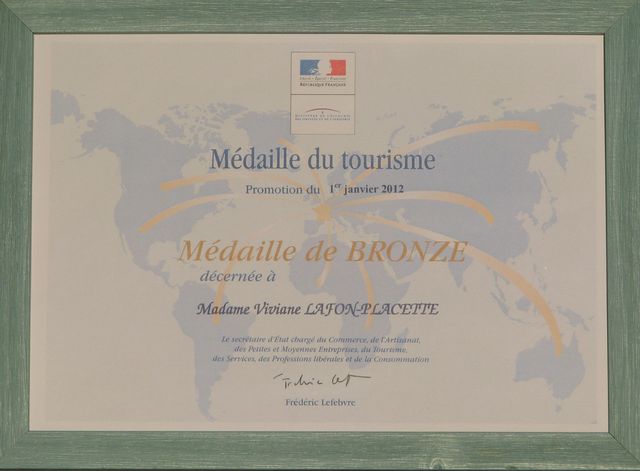 Liberté • Égalité • Fraternité
RÉPUBLIQUE FRANÇAISE
Médaille du tourisme
Promotion du 1er janvier 2012
Médaille de BRONZE
décernée à
Madame Viviane LAFON-PLACETTE
Le secrétaire d'État chargé du Commerce, de l'Artisanat,
des Petites et Moyennes Entreprises, du Tourisme,
des Services, des Professions libérales et de la Consommation
Frédéric Lefebvre